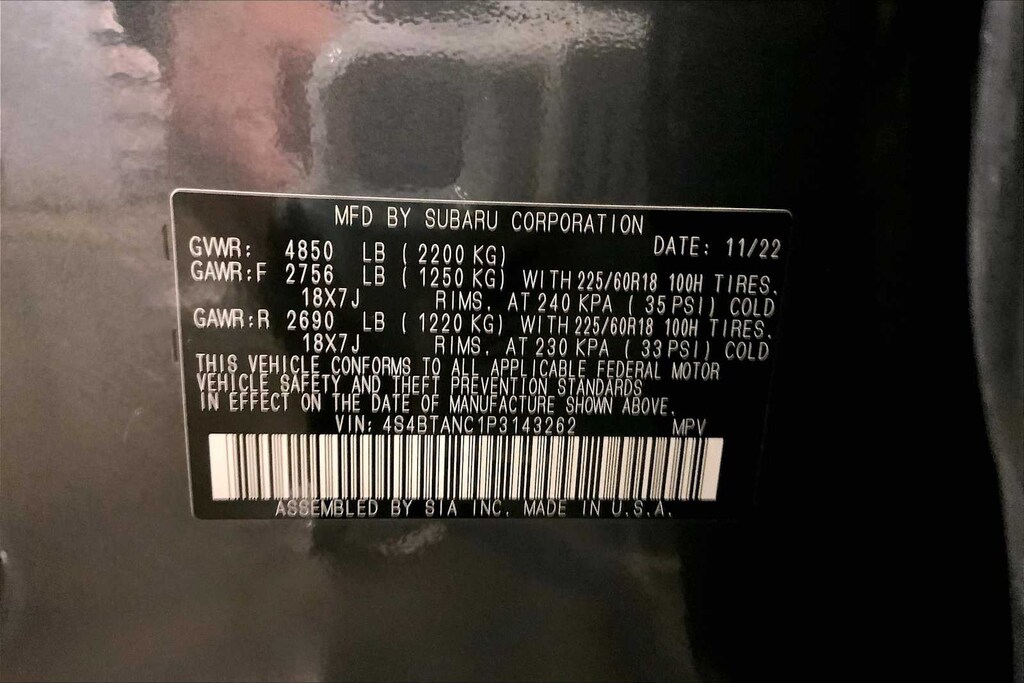 MFD BY SUBARU CORPORATION
GVWR: 4850 LB ( 2200 KG) DATE: 11/22
GAWR:F 2756 LB ( 1250 KG) WITH 225/60R18 100H TIRES.
18X7J RIMS. AT 240 KPA ( 35 PSI) COLD
GAWR:R 2690 LB ( 1220 KG) WITH 225/60R18 100H TIRES.
18X7J RIMS. AT 230 KPA ( 33 PSI) COLD
THIS VEHICLE CONFORMS TO ALL APPLICABLE FEDERAL MOTOR
VEHICLE SAFETY AND THEFT PREVENTION STANDARDS
IN EFFECT ON THE DATE OF MANUFACTURE SHOWN ABOVE.
VIN: 4S4BTANC1P3143262 MPV
ASSEMBLED BY SIA INC. MADE IN U.S.A.